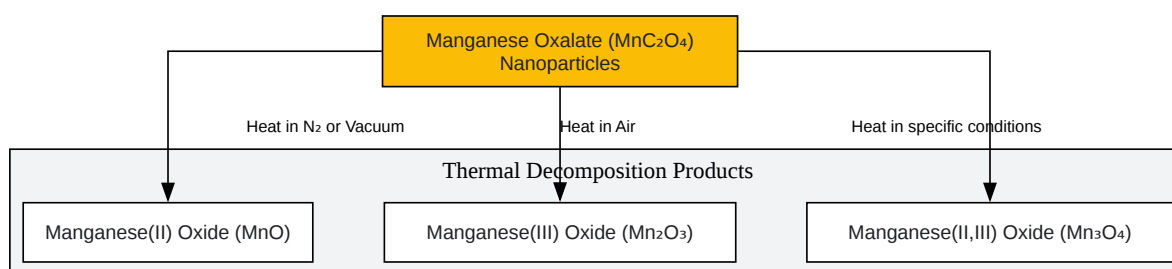 Manganese Oxalate (MnC₂O₄)
Nanoparticles
Heat in N₂ or Vacuum
Heat in Air
Heat in specific conditions
Thermal Decomposition Products
Manganese(II) Oxide (MnO)
Manganese(III) Oxide (Mn₂O₃)
Manganese(II,III) Oxide (Mn₃O₄)